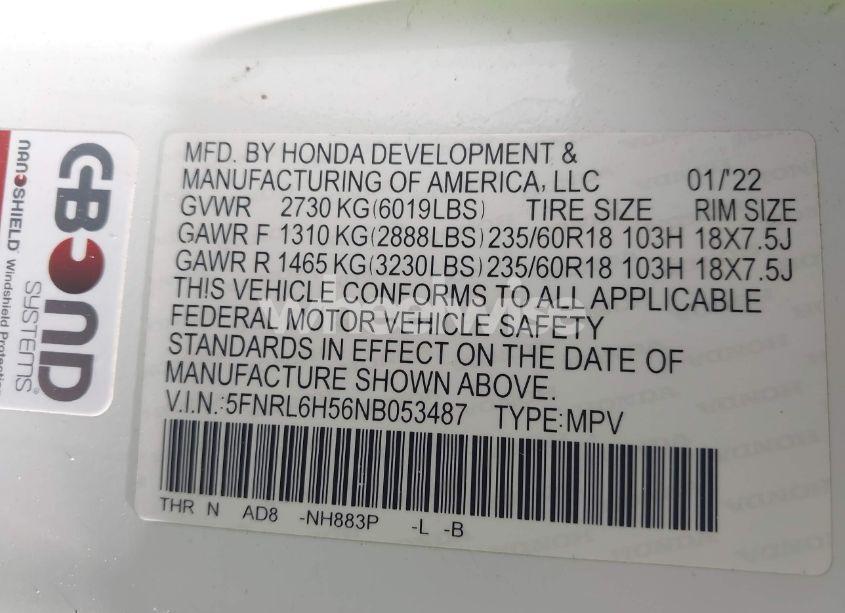 MFD. BY HONDA DEVELOPMENT &
MANUFACTURING OF AMERICA, LLC 01/'22
GVWR 2730 KG(6019LBS) TIRE SIZE RIM SIZE
GAWR F 1310 KG(2888LBS) 235/60R18 103H 18X7.5J
GAWR R 1465 KG(3230LBS) 235/60R18 103H 18X7.5J
THIS VEHICLE CONFORMS TO ALL APPLICABLE
FEDERAL MOTOR VEHICLE SAFETY
STANDARDS IN EFFECT ON THE DATE OF
MANUFACTURE SHOWN ABOVE.
V.I.N.:5FNRL6H56NB053487 TYPE:MPV
THR N AD8 -NH883P -L -B
GBOND
SYSTEMS
NANOSHIELD Windshield